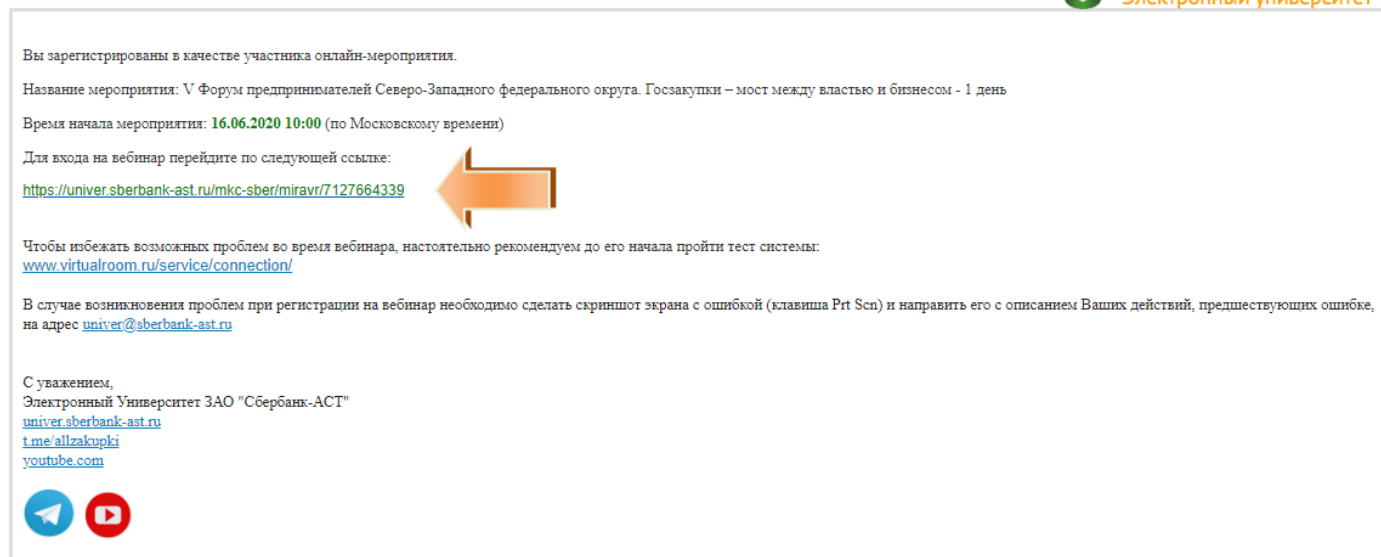 Электронный университет
Вы зарегистрированы в качестве участника онлайн-мероприятия.
Название мероприятия: V Форум предпринимателей Северо-Западного федерального округа. Госзакупки – мост между властью и бизнесом - 1 день
Время начала мероприятия: 16.06.2020 10:00 (по Московскому времени)
Для входа на вебинар перейдите по следующей ссылке:
https://univer.sberbank-ast.ru/mkc-sber/miravr/7127664339
Чтобы избежать возможных проблем во время вебинара, настоятельно рекомендуем до его начала пройти тест системы:
www.virtualroom.ru/service/connection/
В случае возникновения проблем при регистрации на вебинар необходимо сделать скриншот экрана с ошибкой (клавиша Prt Scn) и направить его с описанием Ваших действий, предшествующих ошибке,
на адрес univer@sberbank-ast.ru
С уважением,
Электронный Университет ЗАО "Сбербанк-АСТ"
univer.sberbank-ast.ru
t.me/allzakupki
youtube.com